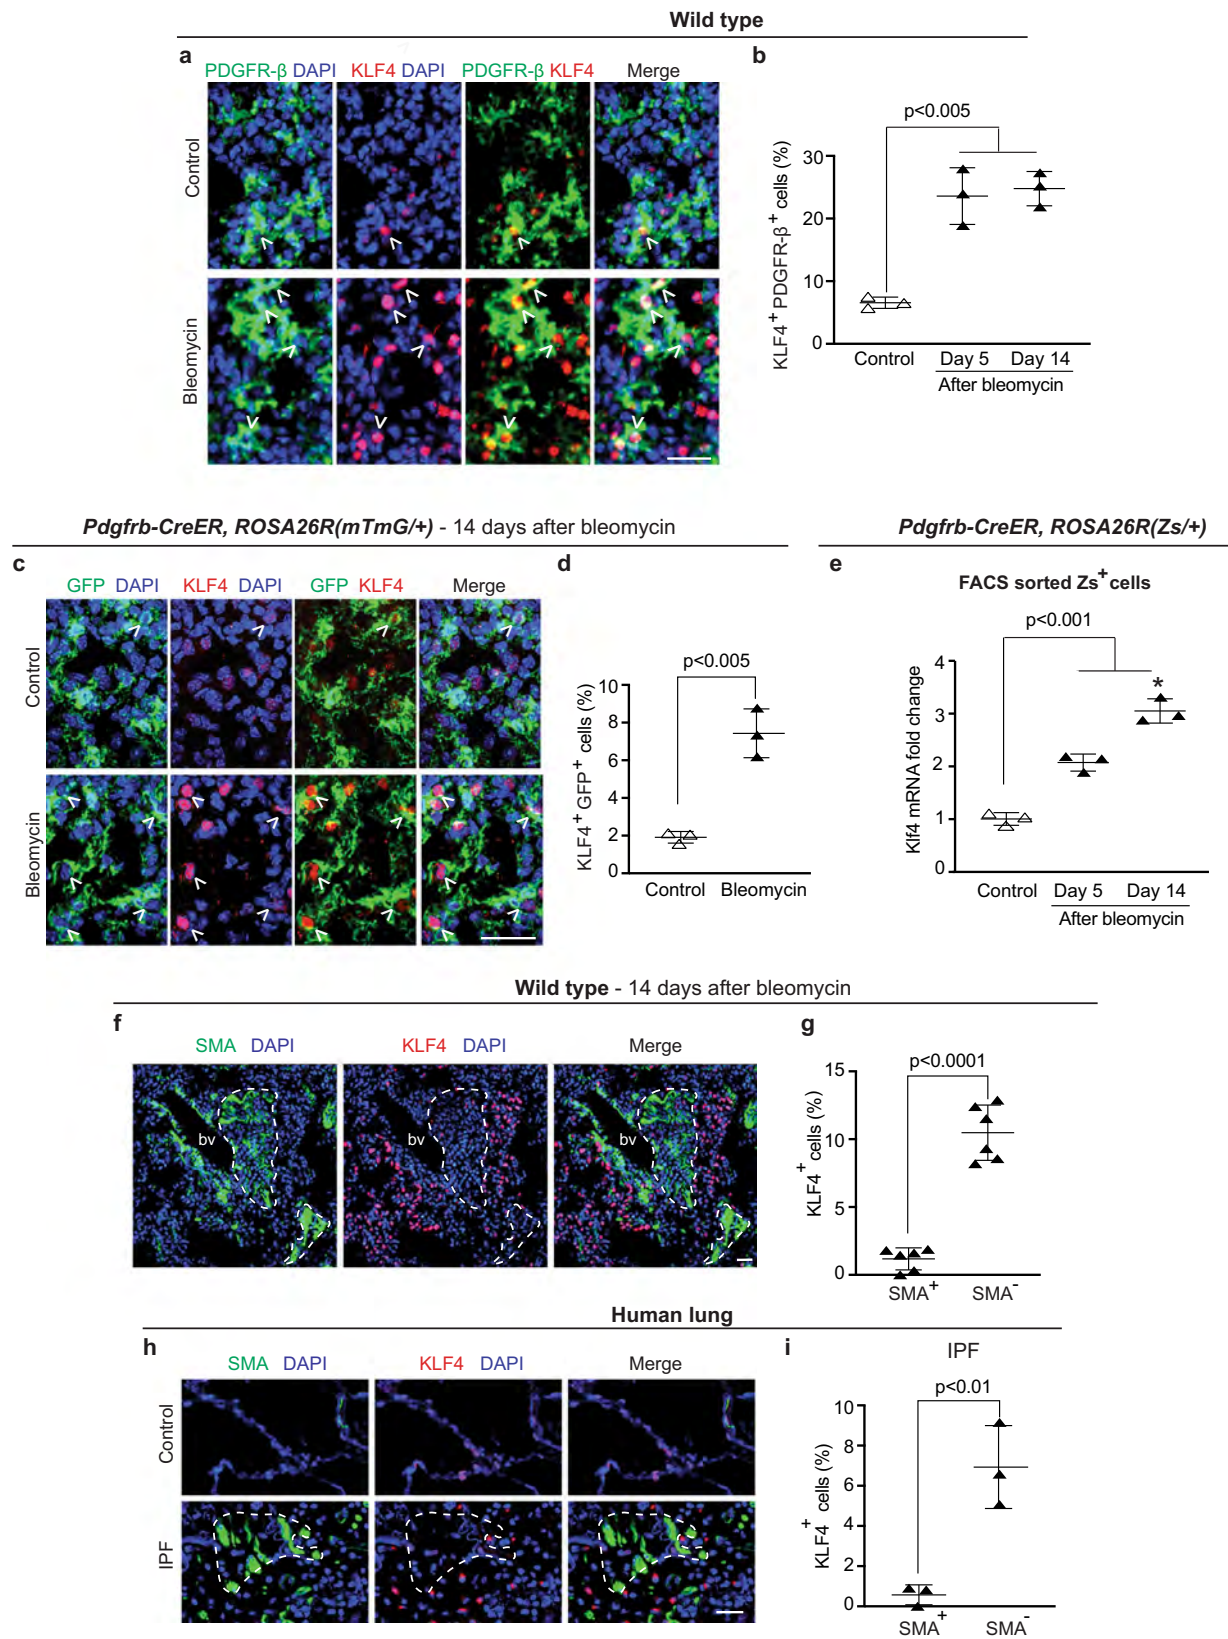 Wild type
a
PDGFR-β DAPI KLF4 DAPI PDGFR-β KLF4 Merge
Control
Bleomycin
b
p<0.005
KLF4+ PDGFR-β+ cells (%)
30
20
10
0
Control Day 5 Day 14
After bleomycin
Pdgfrb-CreER, ROSA26R(mTmG/+) - 14 days after bleomycin
c
GFP DAPI KLF4 DAPI GFP KLF4 Merge
Control
Bleomycin
d
p<0.005
KLF4+ GFP+ cells (%)
10
8
6
4
2
0
Control Bleomycin
Pdgfrb-CreER, ROSA26R(Zs/+)
e
FACS sorted Zs+ cells
p<0.001
*
Klf4 mRNA fold change
4
3
2
1
0
Control Day 5 Day 14
After bleomycin
Wild type - 14 days after bleomycin
f
SMA DAPI KLF4 DAPI Merge
bv bv bv
g
p<0.0001
KLF4+ cells (%)
15
10
5
0
SMA+ SMA-
Human lung
h
SMA DAPI KLF4 DAPI Merge
Control
IPF
i
IPF
p<0.01
KLF4+ cells (%)
10
8
6
4
2
0
SMA+ SMA-